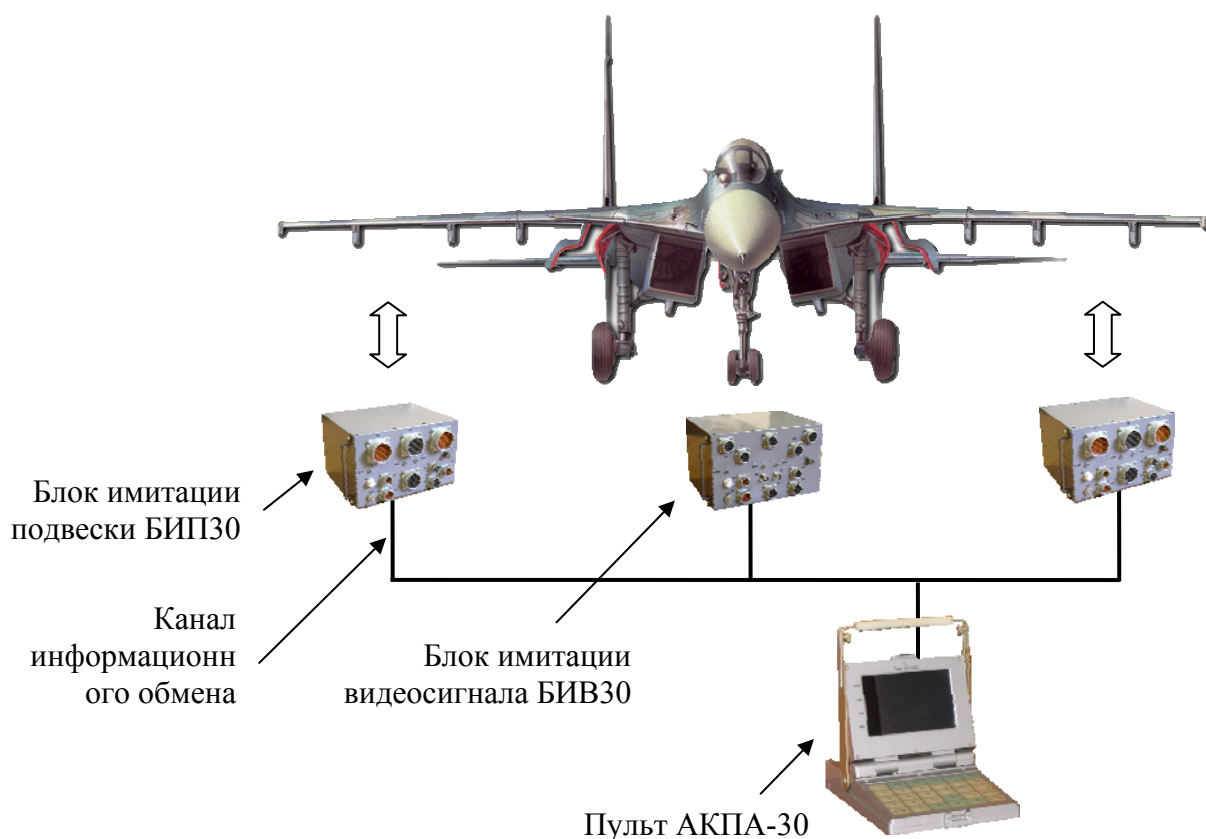 Блок имитации
подвески БИП30
Канал
информационн
ого обмена
Блок имитации
видеосигнала БИВ30
Пульт АКПА-30